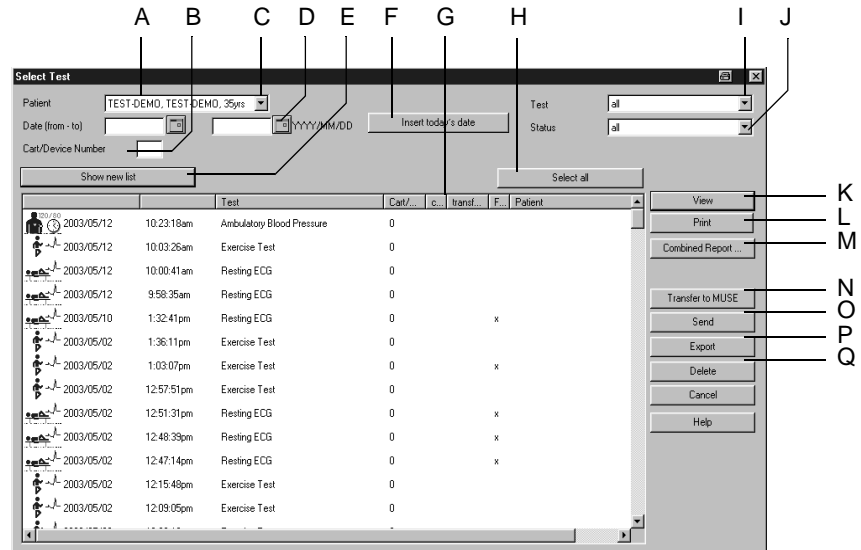 A B C D E F G H I J
Select Test
Patient TEST-DEMO, TEST-DEMO, 35yrs Test all
Date (from - to) YYYY/MM/DD Insert today's date Status all
Cart/Device Number
Show new list Select all
Test Cart/... c... transf... F... Patient
120/80 2003/05/12 10:23:18am Ambulatory Blood Pressure 0
2003/05/12 10:03:26am Exercise Test 0
2003/05/12 10:00:41am Resting ECG 0
2003/05/12 9:58:35am Resting ECG 0
2003/05/10 1:32:41pm Resting ECG 0 x
2003/05/02 1:36:11pm Exercise Test 0
2003/05/02 1:03:07pm Exercise Test 0 x
2003/05/02 12:57:51pm Exercise Test 0
2003/05/02 12:51:31pm Resting ECG 0 x
2003/05/02 12:48:39pm Resting ECG 0 x
2003/05/02 12:47:14pm Resting ECG 0 x
2003/05/02 12:15:48pm Exercise Test 0
2003/05/02 12:09:05pm Exercise Test 0
View K
Print L
Combined Report ... M
Transfer to MUSE N
Send O
Export P
Delete Q
Cancel
Help